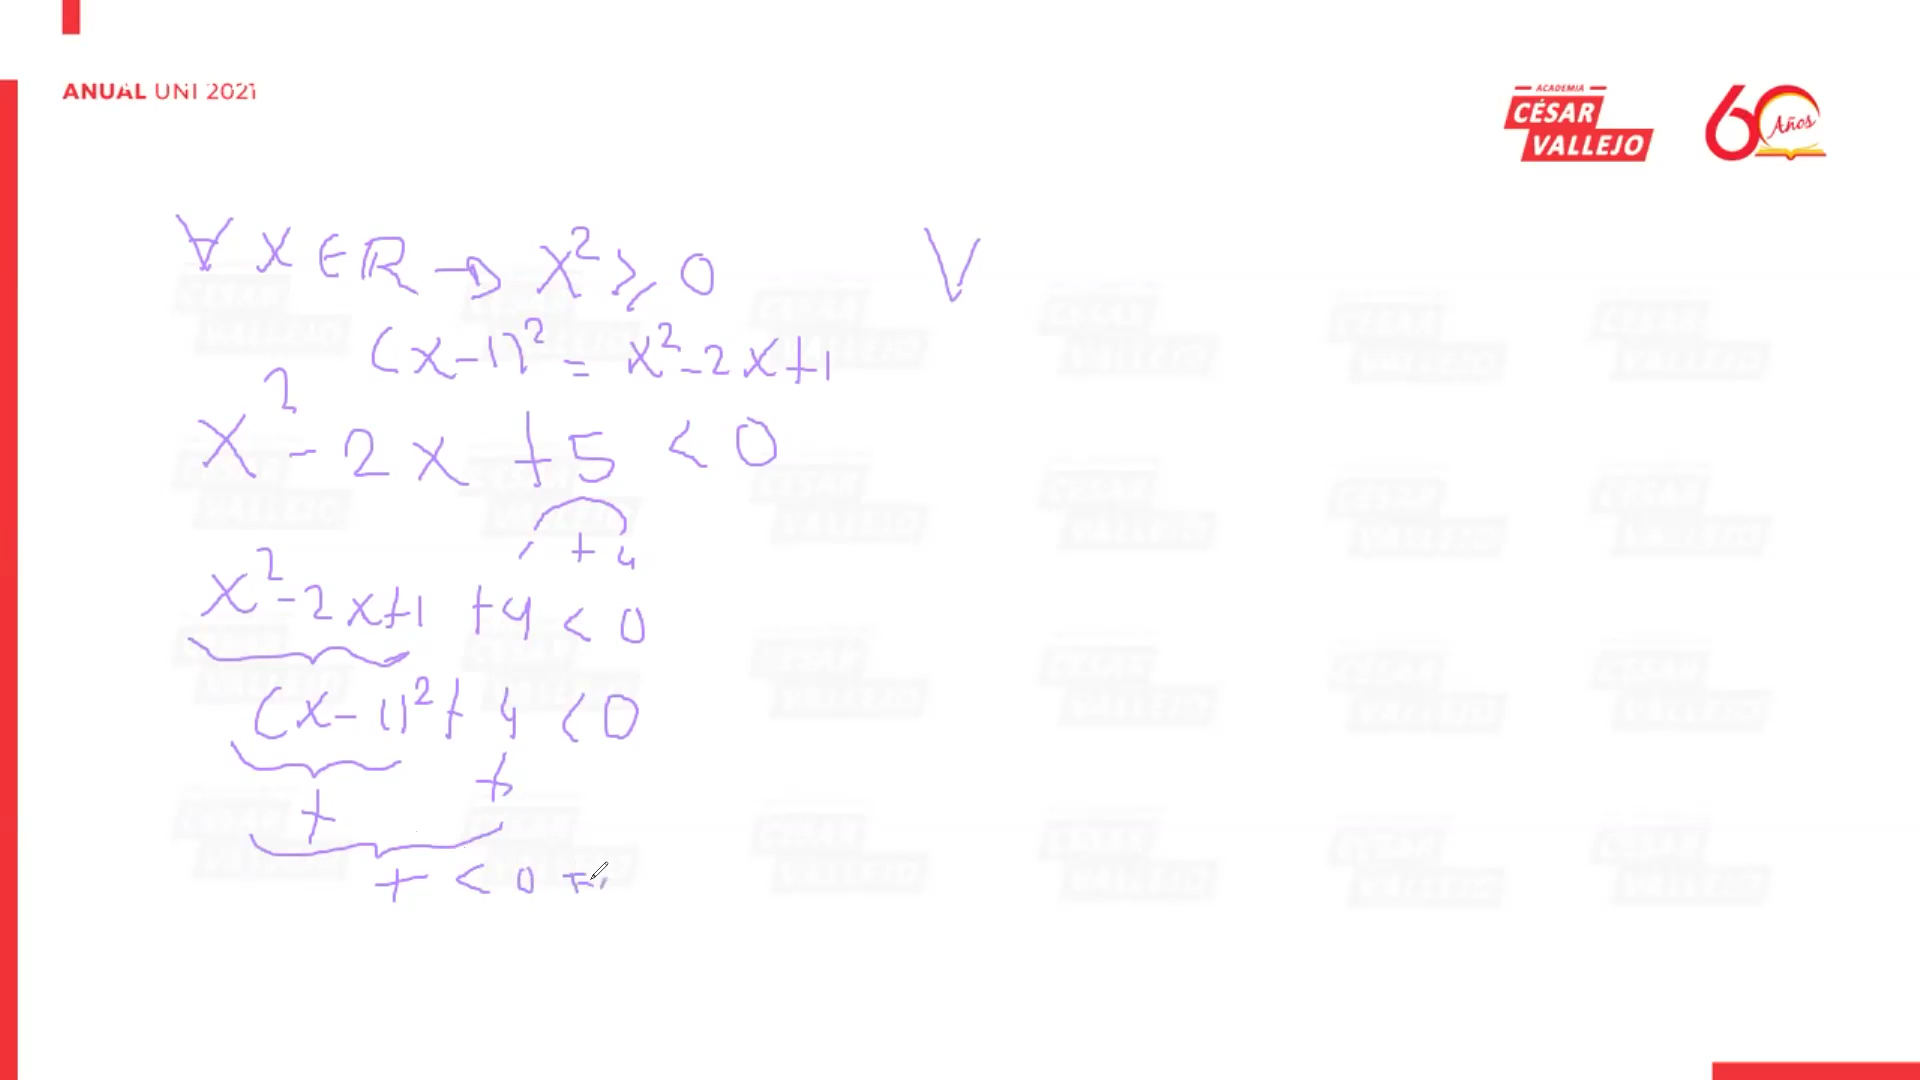 ANUAL UNI 2021
ACADEMIA
CÉSAR
VALLEJO
60 Años
∀ x ∈ ℝ → x² ≥ 0 V
(x-1)² = x²-2x+1
x² - 2x + 5 < 0
+ 4
x²-2x+1 +4 < 0
(x-1)² + 4 < 0
+ +
+ < 0